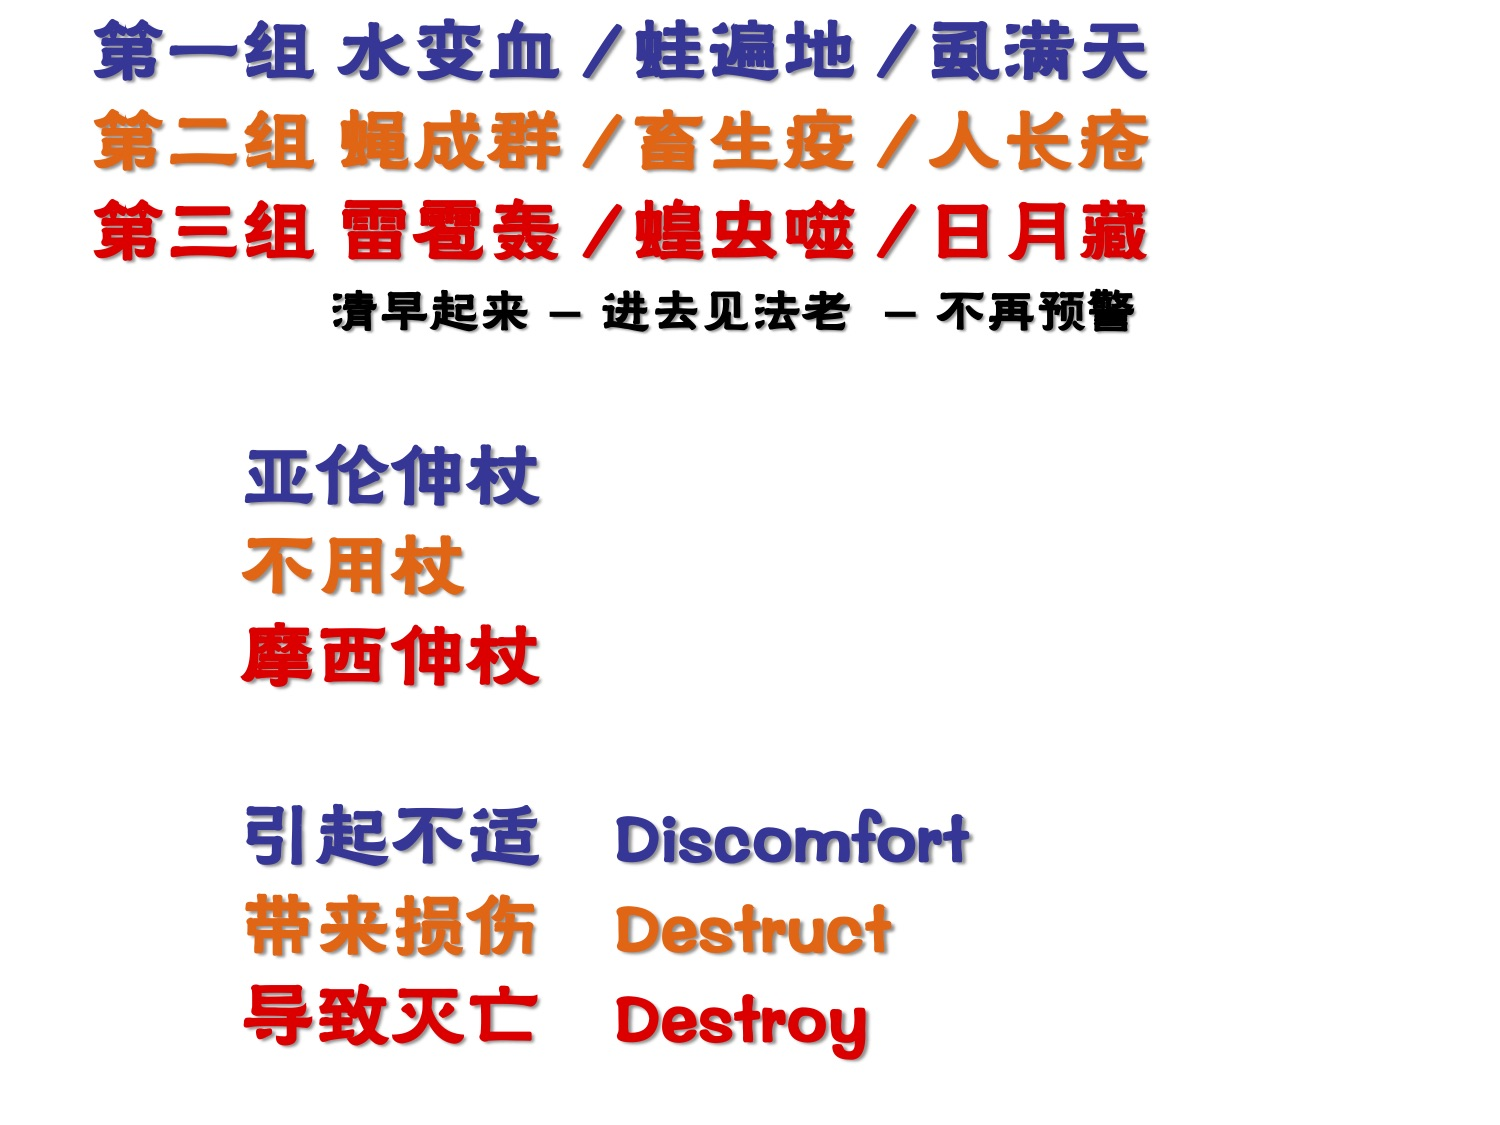 第一组 水变血 /蛙遍地 /虱满天
第二组 蝇成群 /畜生疫 /人长疮
第三组 雷雹轰 /蝗虫噬 /日月藏
清早起来 – 进去见法老 – 不再预警
亚伦伸杖
不用杖
摩西伸杖
引起不适 Discomfort
带来损伤 Destruct
导致灭亡 Destroy